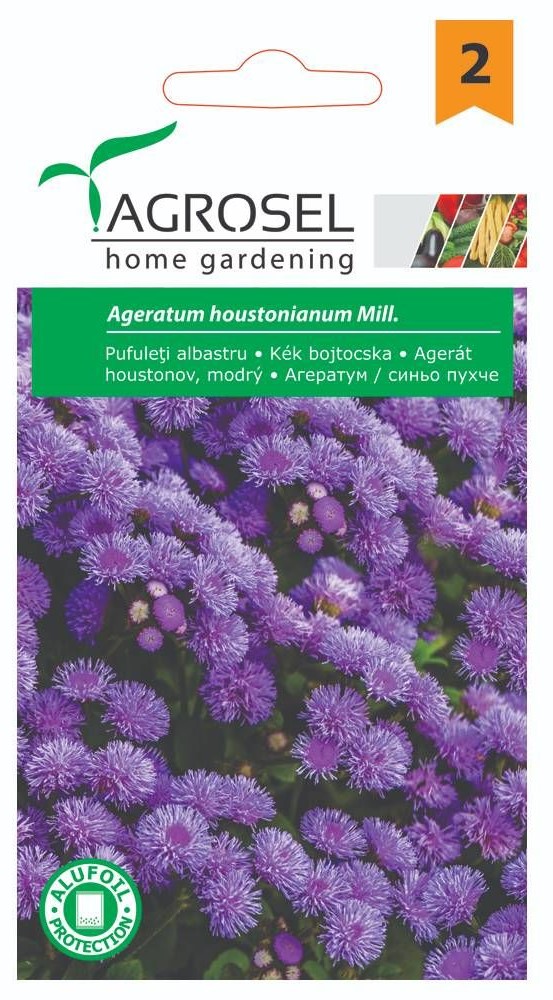 2
AGROSEL
home gardening
Ageratum houstonianum Mill.
Pufuleţi albastru • Kék bojtocska • Agerát
houstonov, modrý • Агератум / синьо пухче
ALUFOIL
• PROTECTION •